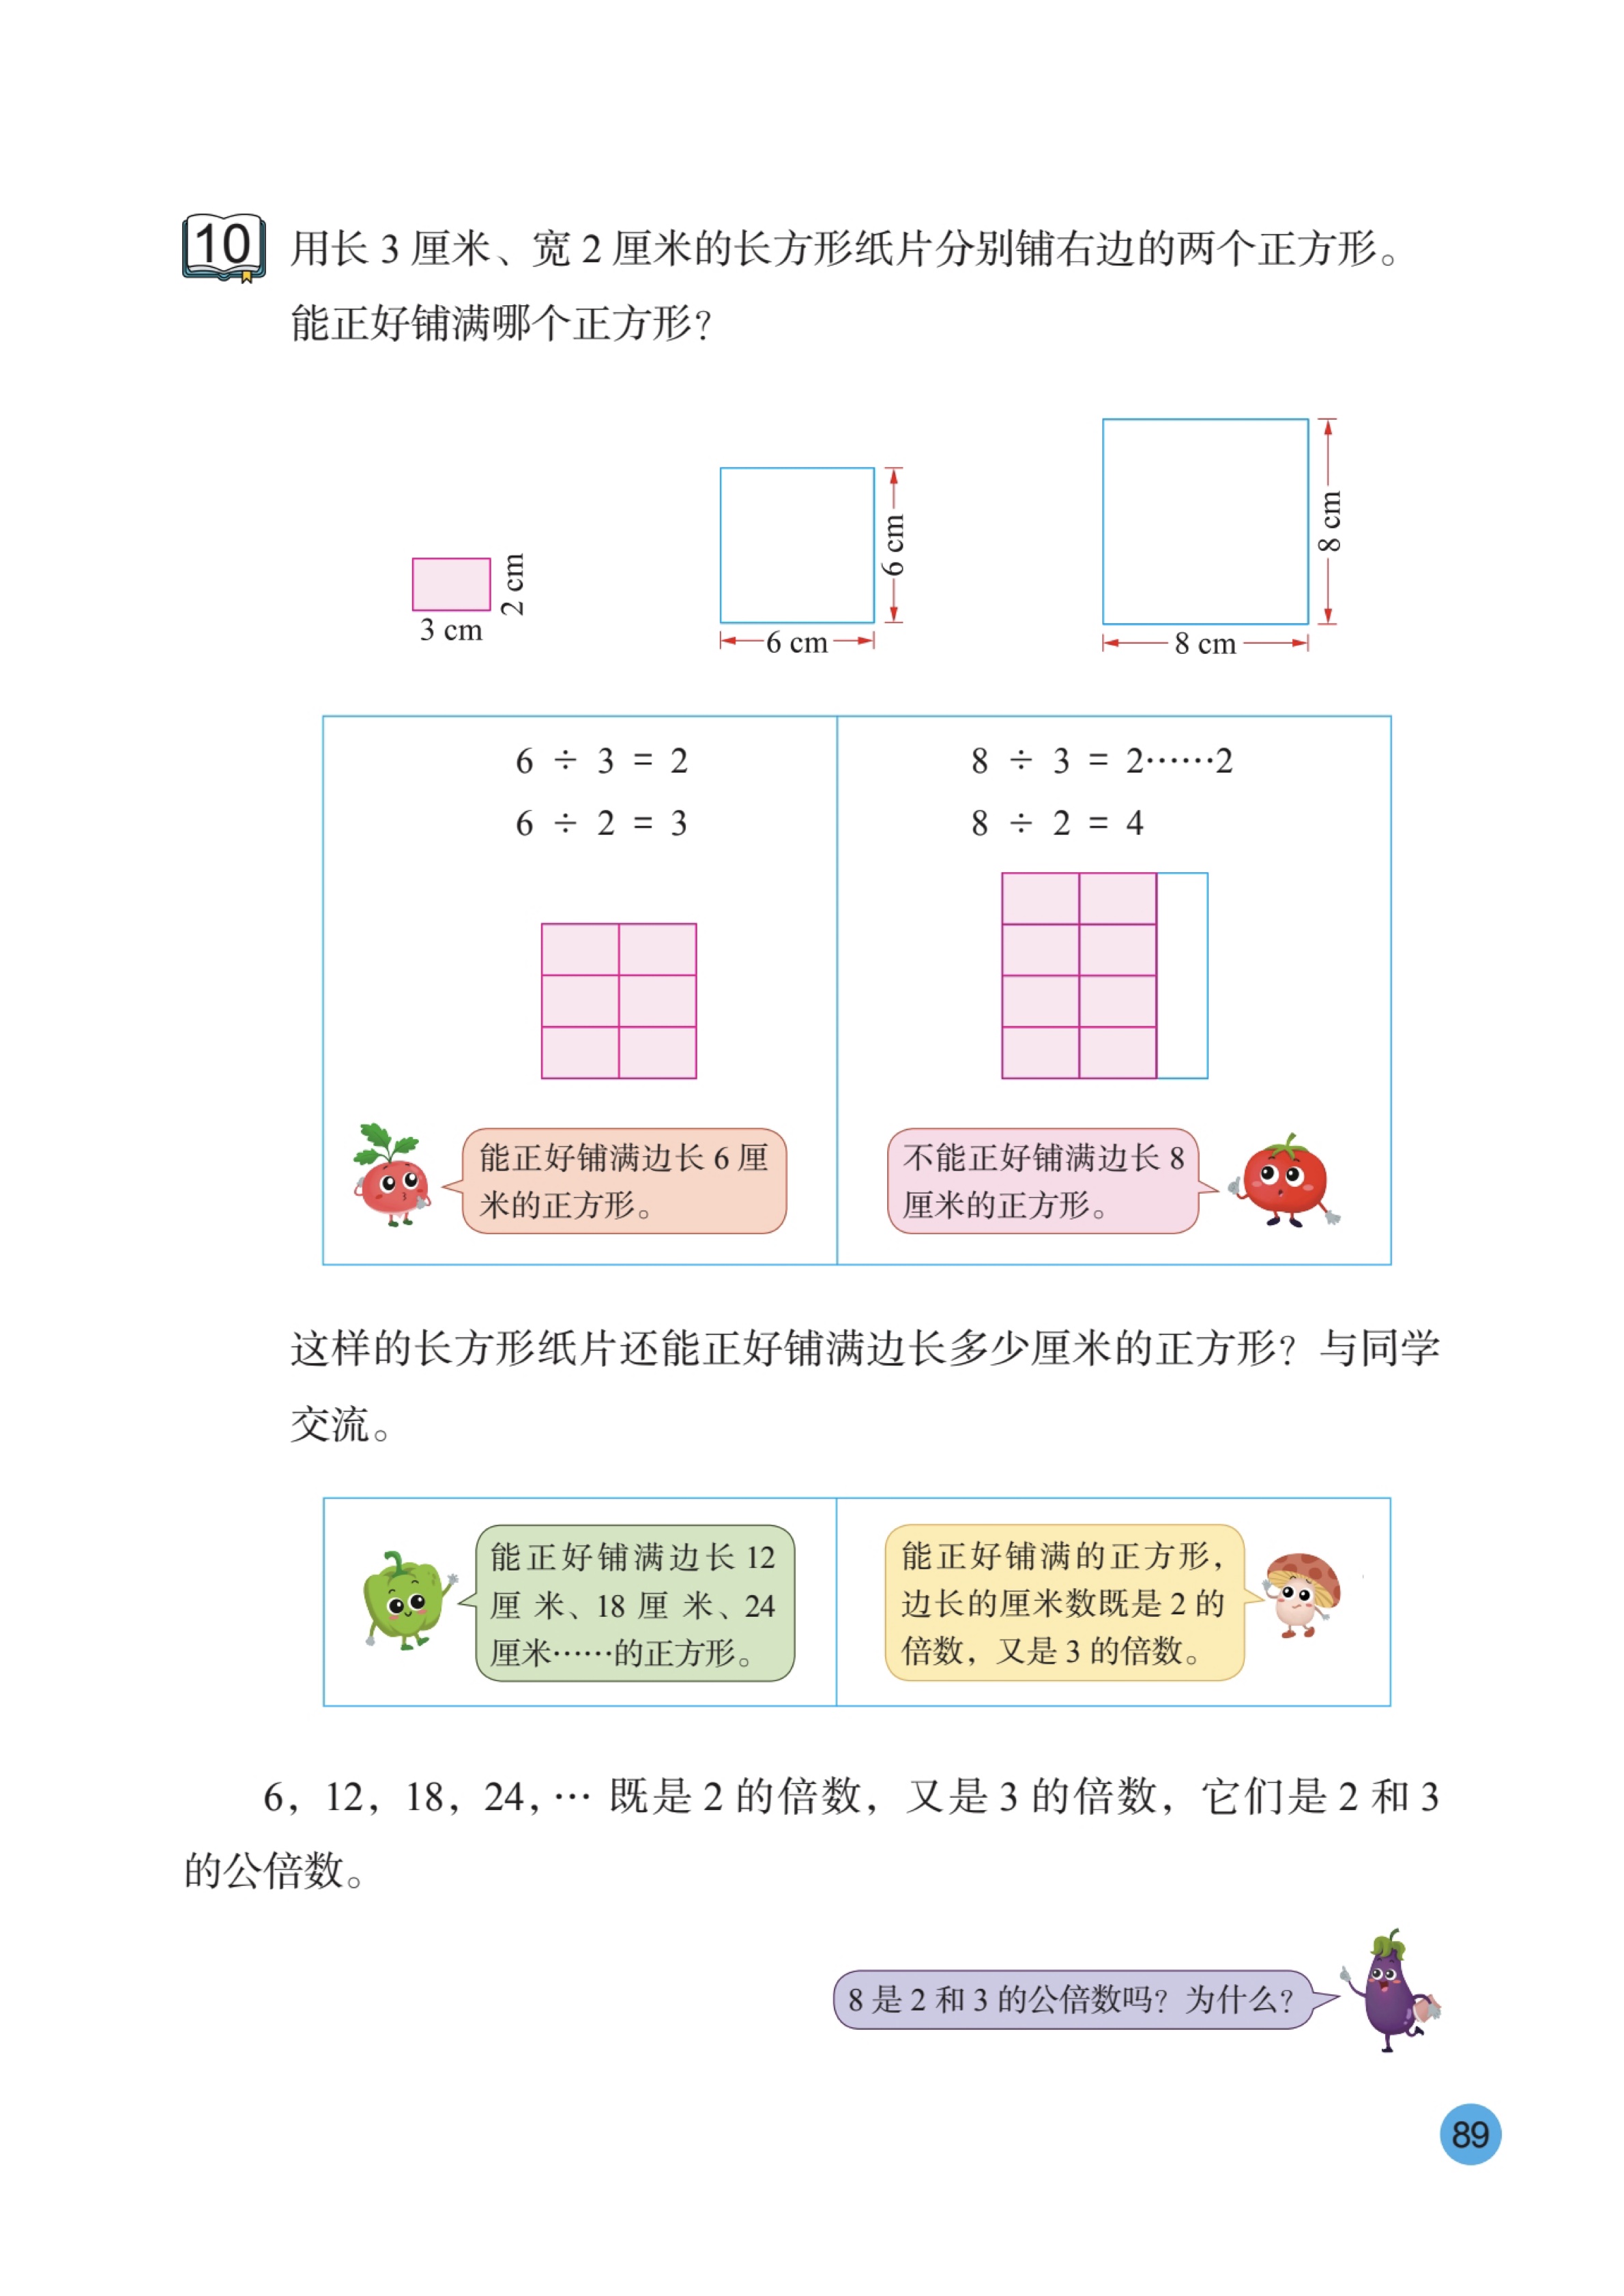 10 用长 3 厘米、宽 2 厘米的长方形纸片分别铺右边的两个正方形。
能正好铺满哪个正方形？
3 cm
2 cm
6 cm
6 cm
8 cm
8 cm
6 ÷ 3 = 2
6 ÷ 2 = 3
能正好铺满边长 6 厘
米的正方形。
8 ÷ 3 = 2······2
8 ÷ 2 = 4
不能正好铺满边长 8
厘米的正方形。
这样的长方形纸片还能正好铺满边长多少厘米的正方形？与同学
交流。
能正好铺满边长 12
厘米、18 厘米、24
厘米······的正方形。
能正好铺满的正方形，
边长的厘米数既是 2 的
倍数，又是 3 的倍数。
6，12，18，24，··· 既是 2 的倍数，又是 3 的倍数，它们是 2 和 3
的公倍数。
8 是 2 和 3 的公倍数吗？为什么？
89